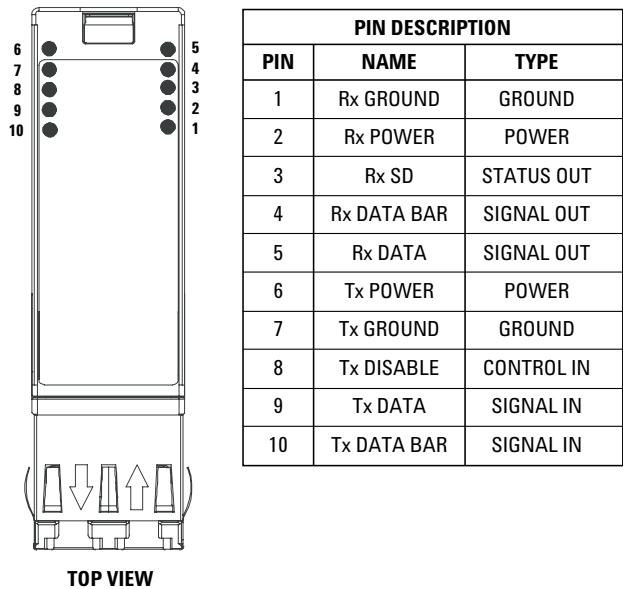 6 5
7 4
8 3
9 2
10 1
TOP VIEW
PIN DESCRIPTION
PIN NAME TYPE
1 Rx GROUND GROUND
2 Rx POWER POWER
3 Rx SD STATUS OUT
4 Rx DATA BAR SIGNAL OUT
5 Rx DATA SIGNAL OUT
6 Tx POWER POWER
7 Tx GROUND GROUND
8 Tx DISABLE CONTROL IN
9 Tx DATA SIGNAL IN
10 Tx DATA BAR SIGNAL IN